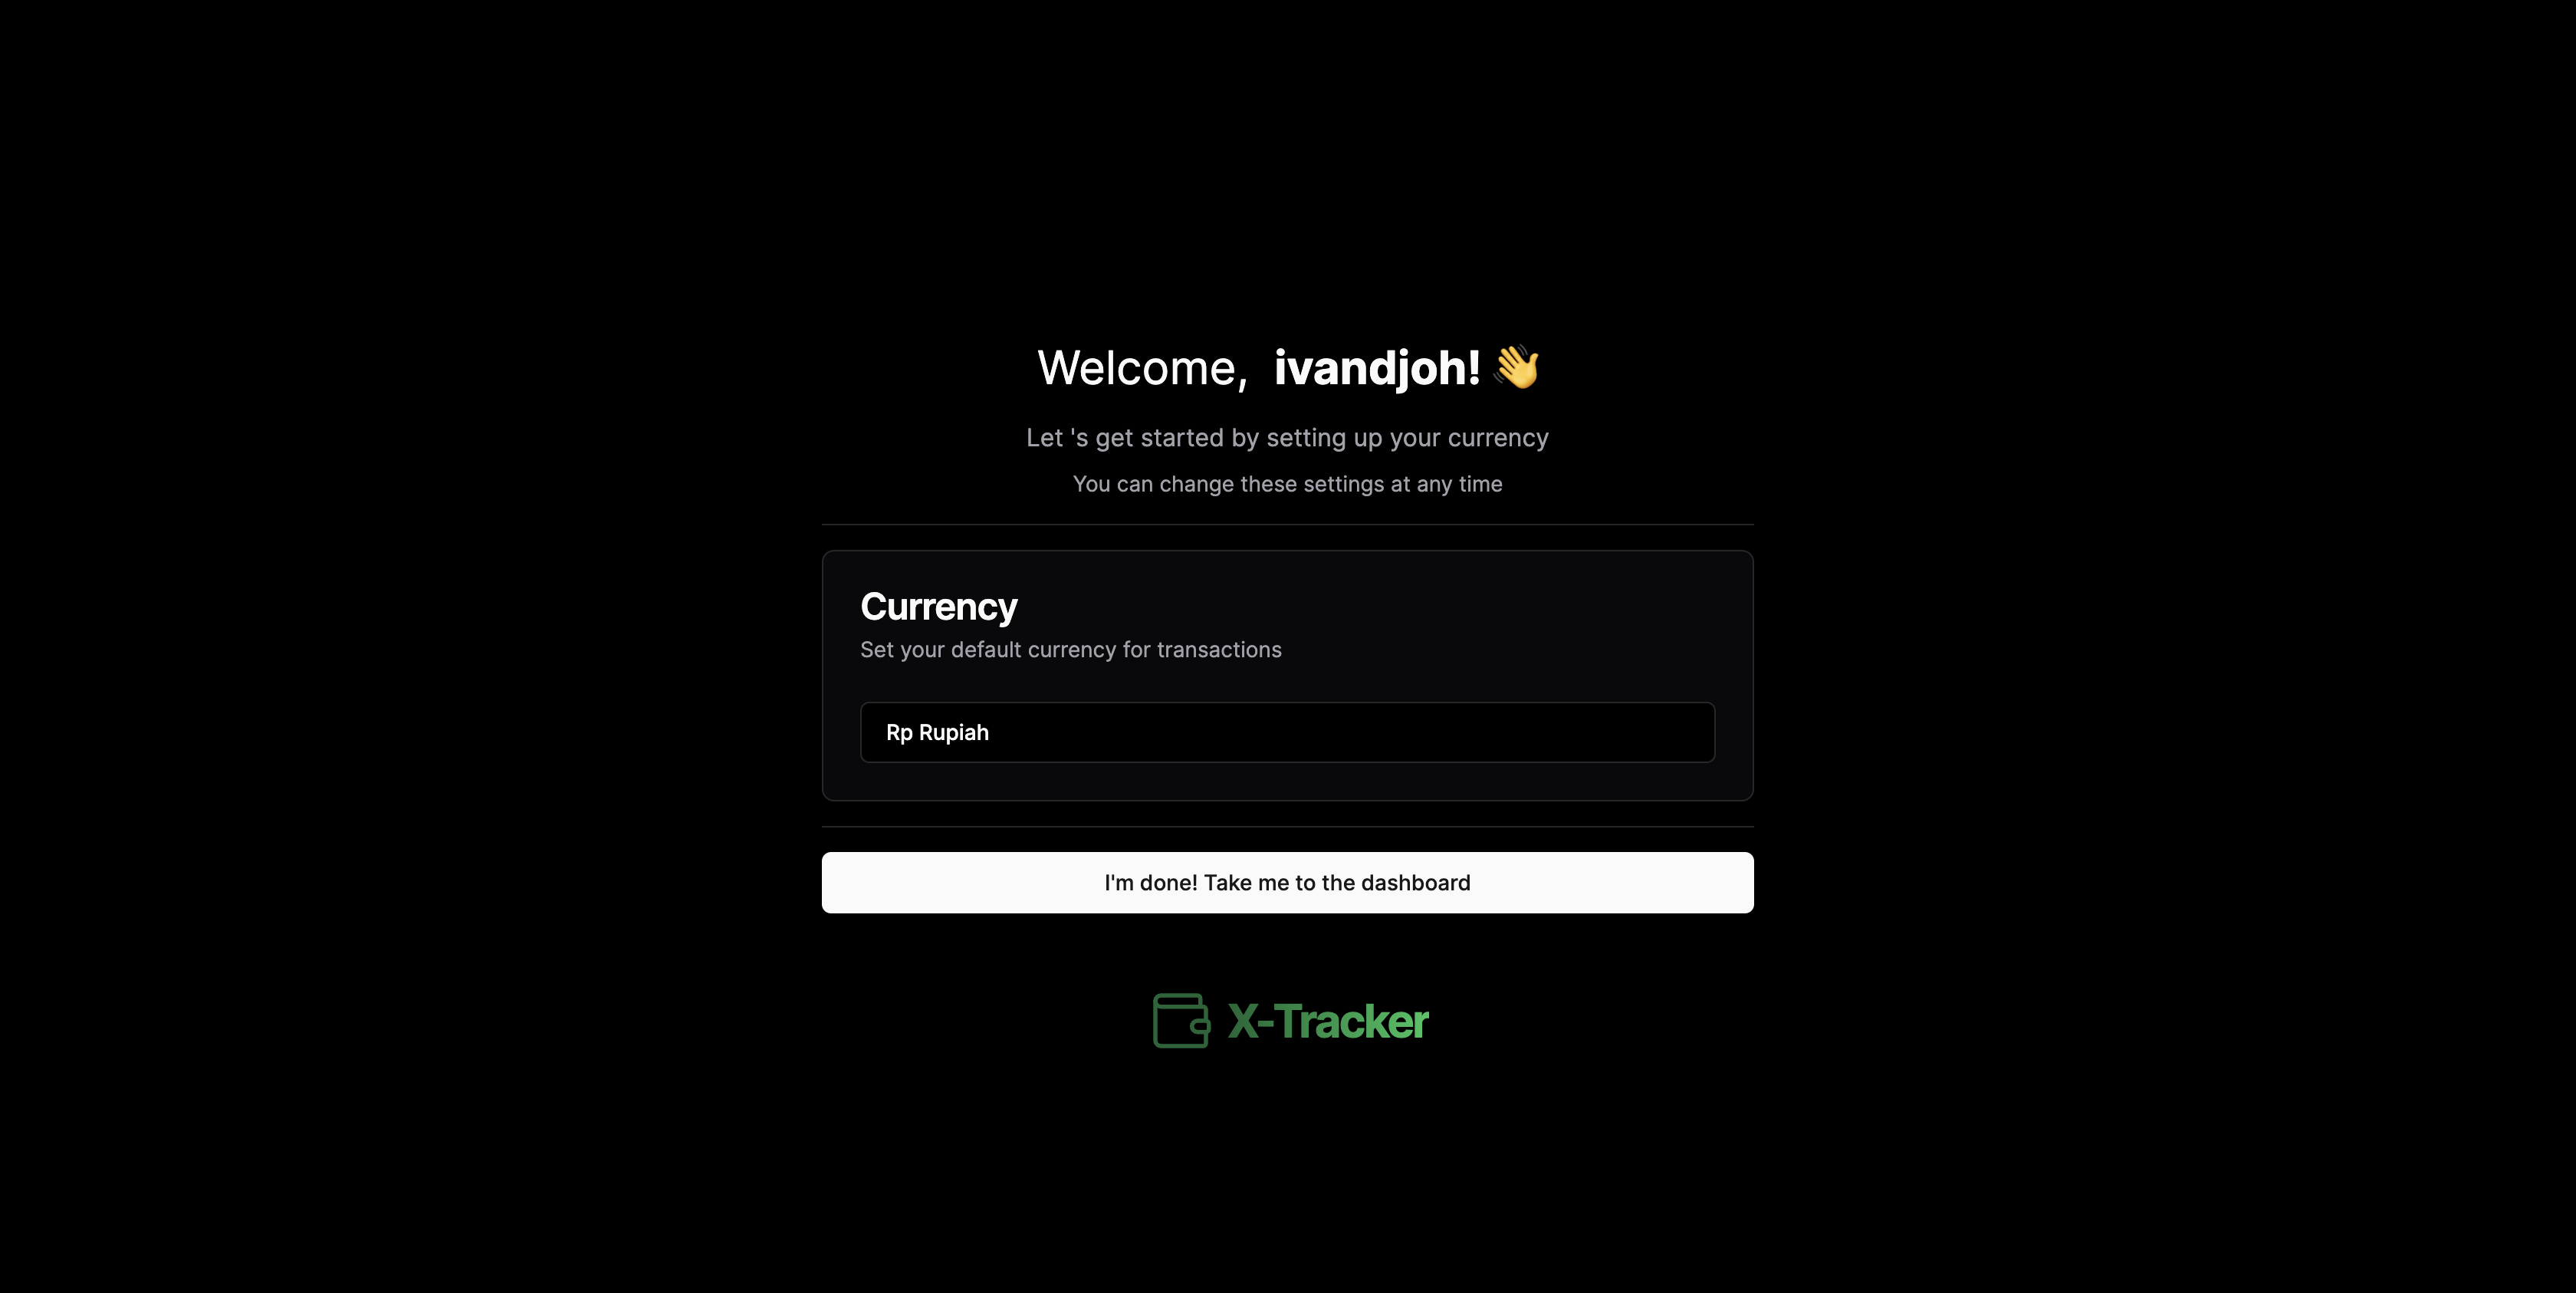 Welcome, ivandjoh! 👋
Let 's get started by setting up your currency
You can change these settings at any time
Currency
Set your default currency for transactions
Rp Rupiah
I'm done! Take me to the dashboard
X-Tracker